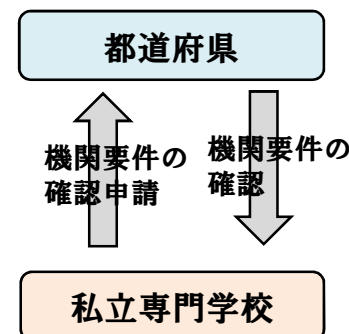 都道府県
機関要件の
確認申請
機関要件の
確認
私立専門学校